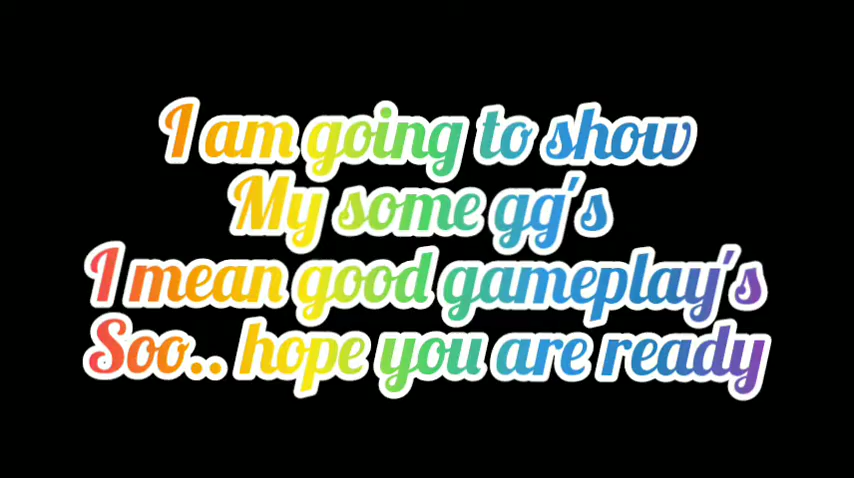 I am going to show
My some gg's
I mean good gameplay's
Soo.. hope you are ready